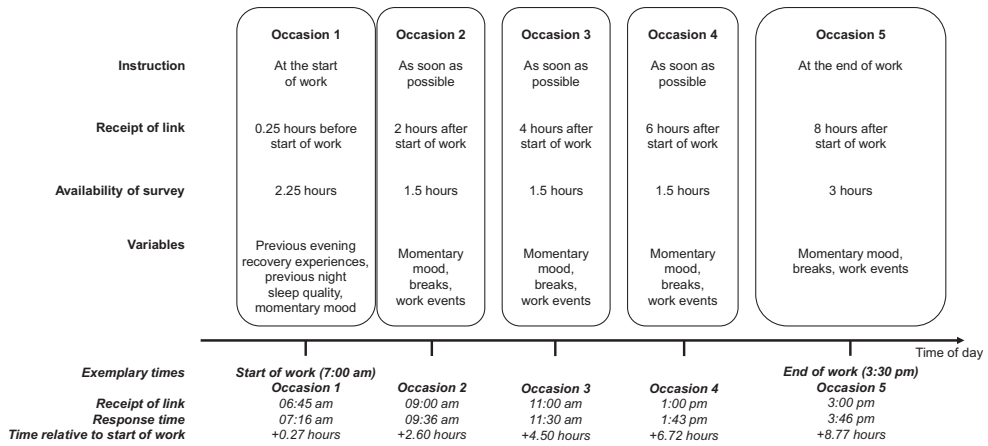 Occasion 1 Occasion 2 Occasion 3 Occasion 4 Occasion 5
Instruction At the start As soon as As soon as As soon as At the end of work
of work possible possible possible
Receipt of link 0.25 hours before 2 hours after 4 hours after 6 hours after 8 hours after
start of work start of work start of work start of work start of work
Availability of survey 2.25 hours 1.5 hours 1.5 hours 1.5 hours 3 hours
Variables Previous evening Momentary Momentary Momentary Momentary mood,
recovery experiences, mood, mood, mood, breaks, work events
previous night breaks, breaks, breaks,
sleep quality, work events work events work events
momentary mood
Time of day
Exemplary times Start of work (7:00 am) End of work (3:30 pm)
Occasion 1 Occasion 2 Occasion 3 Occasion 4 Occasion 5
Receipt of link 06:45 am 09:00 am 11:00 am 1:00 pm 3:00 pm
Response time 07:16 am 09:36 am 11:30 am 1:43 pm 3:46 pm
Time relative to start of work +0.27 hours +2.60 hours +4.50 hours +6.72 hours +8.77 hours